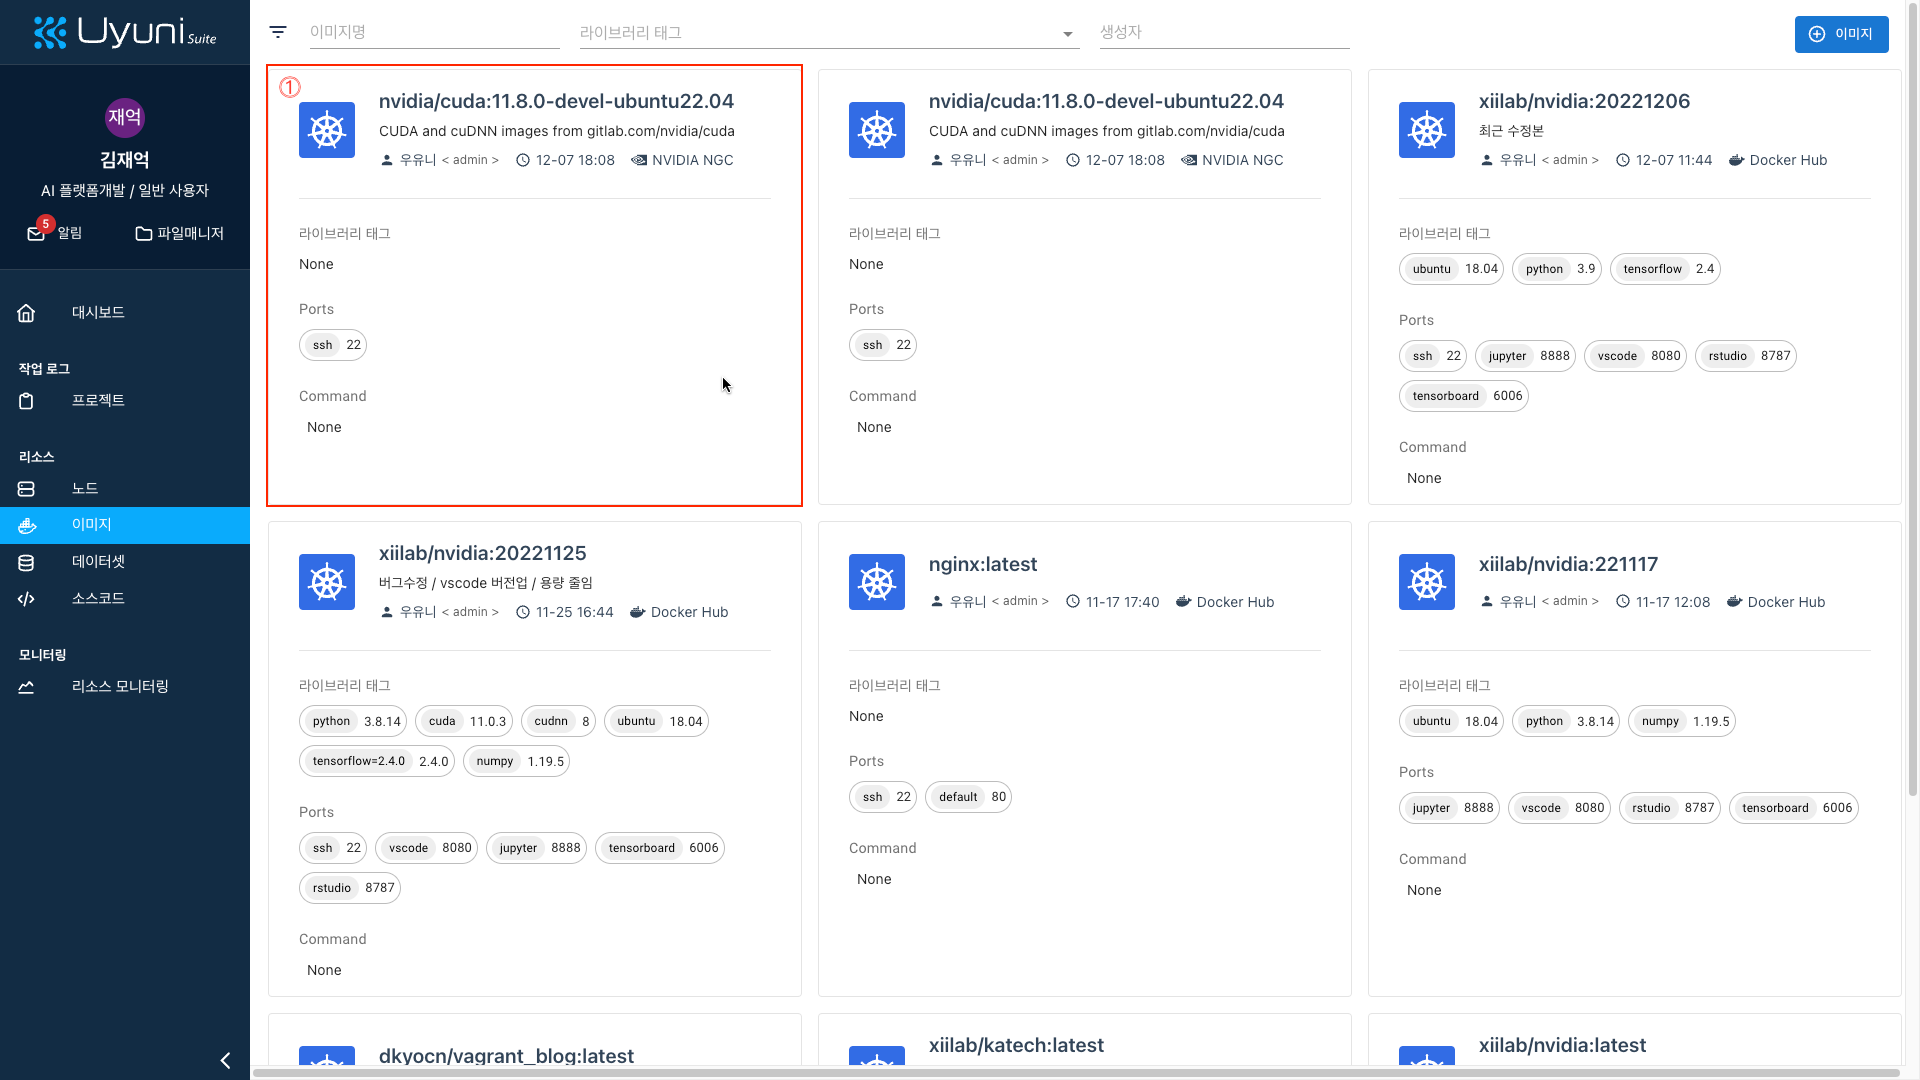 Uyuni Suite
재억
김재억
AI 플랫폼개발 / 일반 사용자
5 알림
파일매니저
대시보드
작업 로그
프로젝트
리소스
노드
이미지
데이터셋
소스코드
모니터링
리소스 모니터링
이미지명
라이브러리 태그
생성자
이미지
①
nvidia/cuda:11.8.0-devel-ubuntu22.04
CUDA and cuDNN images from gitlab.com/nvidia/cuda
우유니 < admin > 12-07 18:08 NVIDIA NGC
라이브러리 태그
None
Ports
ssh 22
Command
None
nvidia/cuda:11.8.0-devel-ubuntu22.04
CUDA and cuDNN images from gitlab.com/nvidia/cuda
우유니 < admin > 12-07 18:08 NVIDIA NGC
라이브러리 태그
None
Ports
ssh 22
Command
None
xiilab/nvidia:20221206
최근 수정본
우유니 < admin > 12-07 11:44 Docker Hub
라이브러리 태그
ubuntu 18.04 python 3.9 tensorflow 2.4
Ports
ssh 22 jupyter 8888 vscode 8080 rstudio 8787
tensorboard 6006
Command
None
xiilab/nvidia:20221125
버그수정 / vscode 버전업 / 용량 줄임
우유니 < admin > 11-25 16:44 Docker Hub
라이브러리 태그
python 3.8.14 cuda 11.0.3 cudnn 8 ubuntu 18.04
tensorflow=2.4.0 2.4.0 numpy 1.19.5
Ports
ssh 22 vscode 8080 jupyter 8888 tensorboard 6006
rstudio 8787
Command
None
nginx:latest
우유니 < admin > 11-17 17:40 Docker Hub
라이브러리 태그
None
Ports
ssh 22 default 80
Command
None
xiilab/nvidia:221117
우유니 < admin > 11-17 12:08 Docker Hub
라이브러리 태그
ubuntu 18.04 python 3.8.14 numpy 1.19.5
Ports
jupyter 8888 vscode 8080 rstudio 8787 tensorboard 6006
Command
None
dkyocn/vagrant_blog:latest
xiilab/katech:latest
xiilab/nvidia:latest